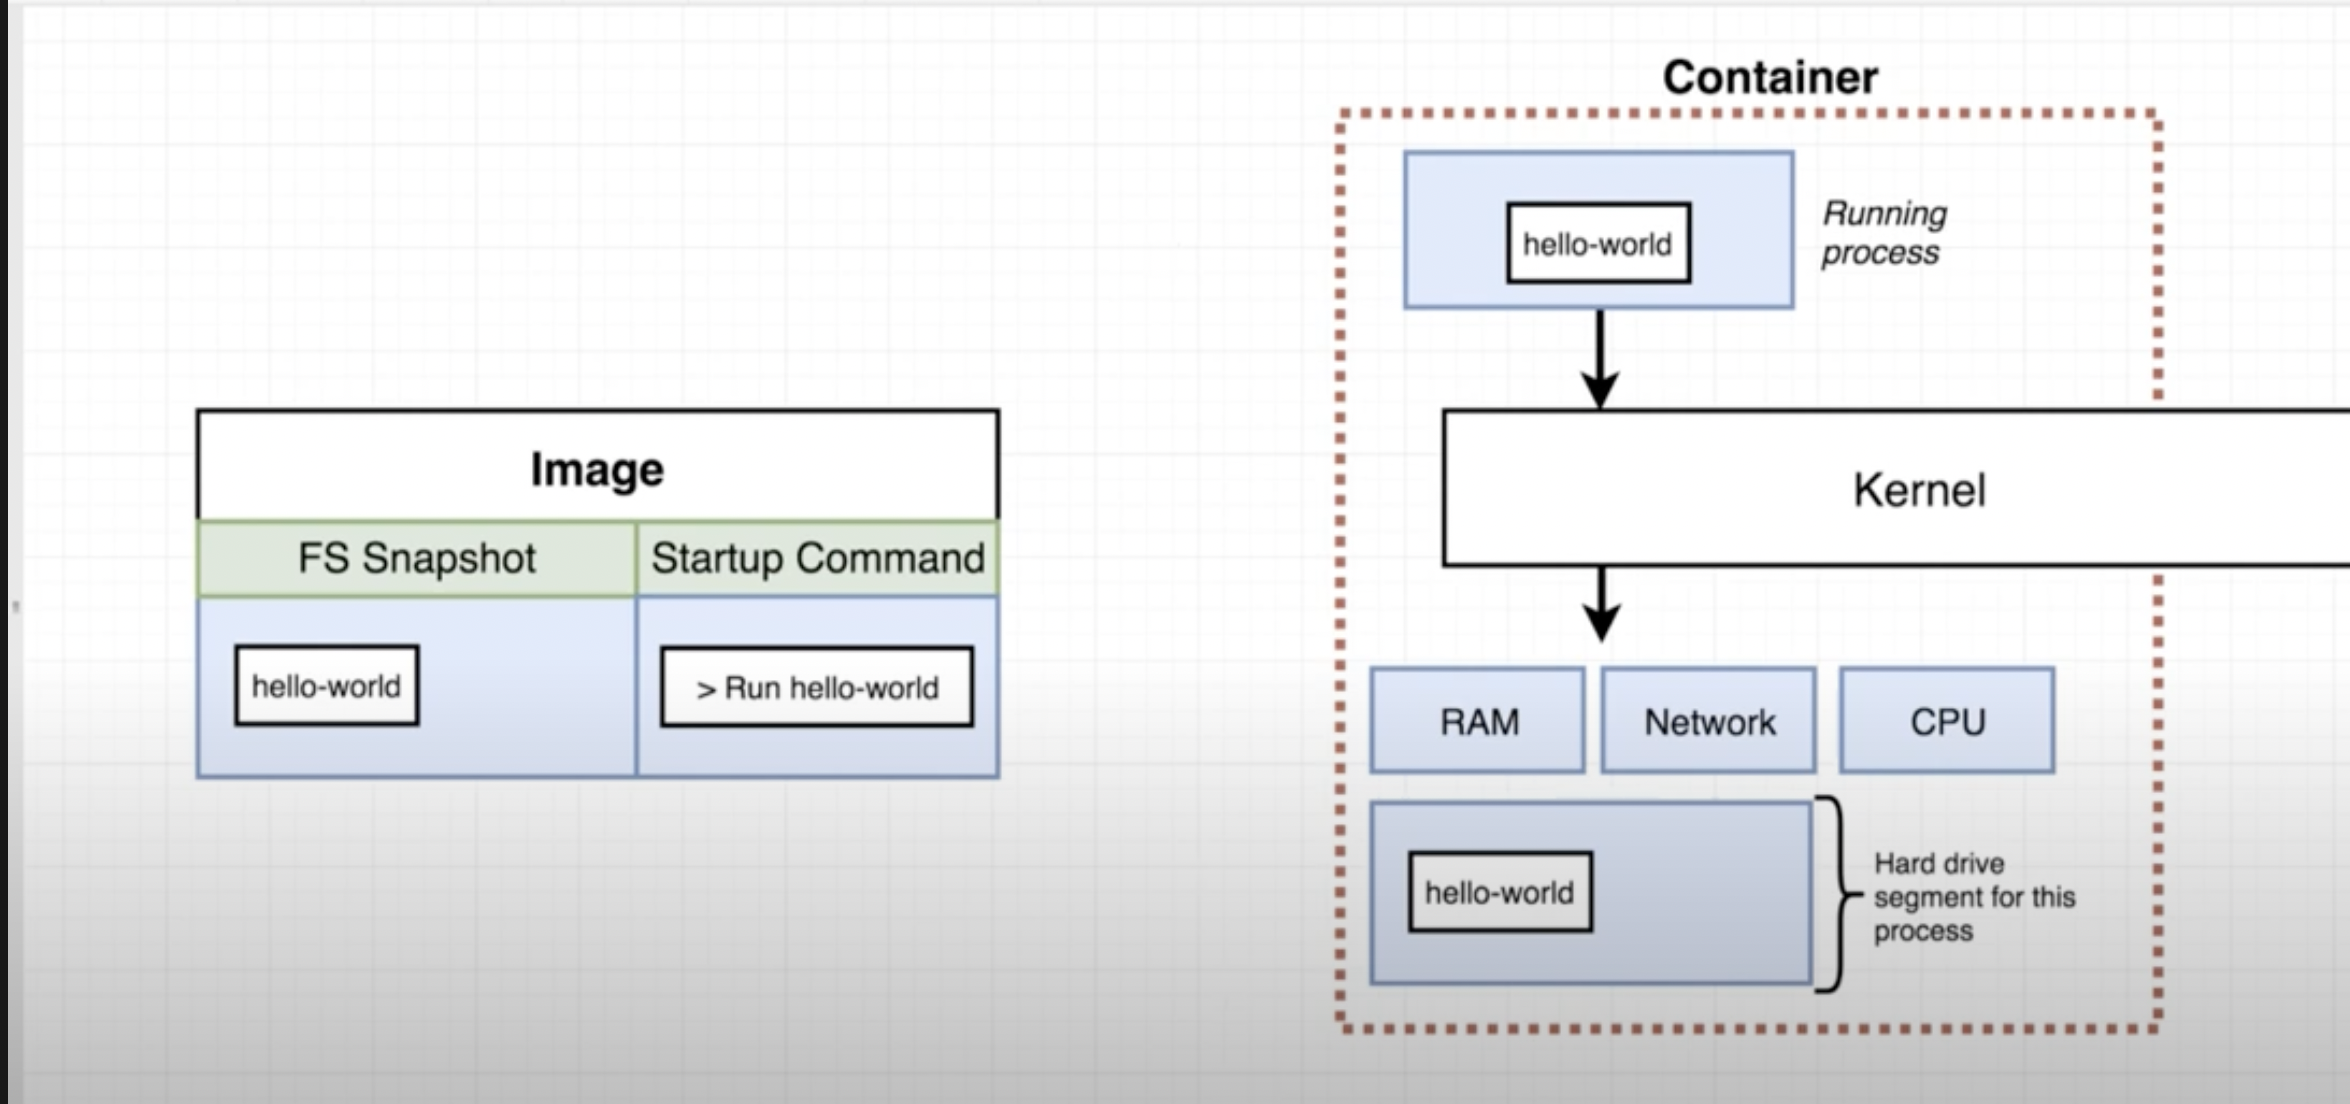 Container
hello-world
Running
process
Image
FS Snapshot
Startup Command
hello-world
> Run hello-world
Kernel
RAM
Network
CPU
hello-world
Hard drive
segment for this
process